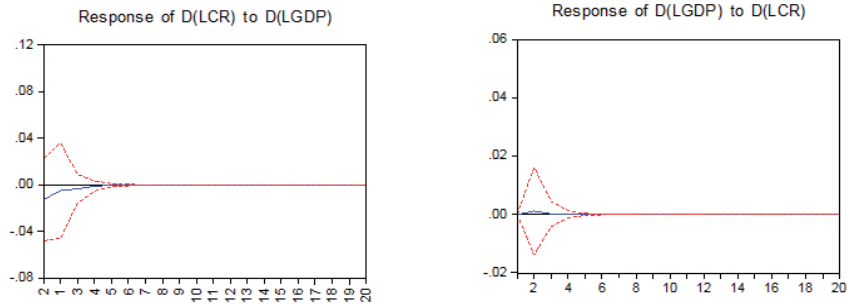 Response of D(LCR) to D(LGDP)
.12
.08
.04
.00
-.04
-.08
2 1 3 4 5 6 7 8 9 10 11 12 13 14 15 16 17 18 19 20
Response of D(LGDP) to D(LCR)
.06
.04
.02
.00
-.02
2 4 6 8 10 12 14 16 18 20